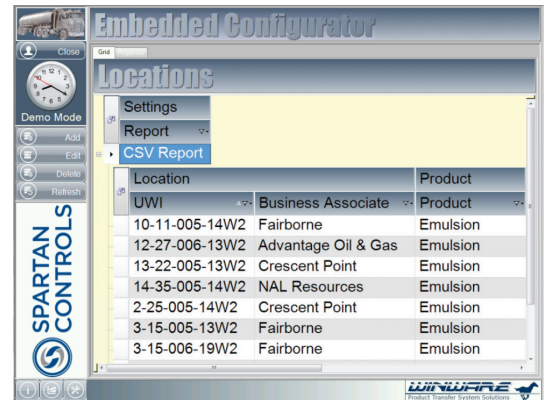 Embedded Configurator
Close
Grid
Locations
Demo Mode
Add
Edit
Delete
Refresh
SPARTAN
CONTROLS
Settings
Report
CSV Report
Location Product
UWI Business Associate Product
10-11-005-14W2 Fairborne Emulsion
12-27-006-13W2 Advantage Oil & Gas Emulsion
13-22-005-13W2 Crescent Point Emulsion
14-35-005-14W2 NAL Resources Emulsion
2-25-005-14W2 Crescent Point Emulsion
3-15-005-13W2 Fairborne Emulsion
3-15-006-19W2 Fairborne Emulsion
WINWARE
Product Transfer System Solutions